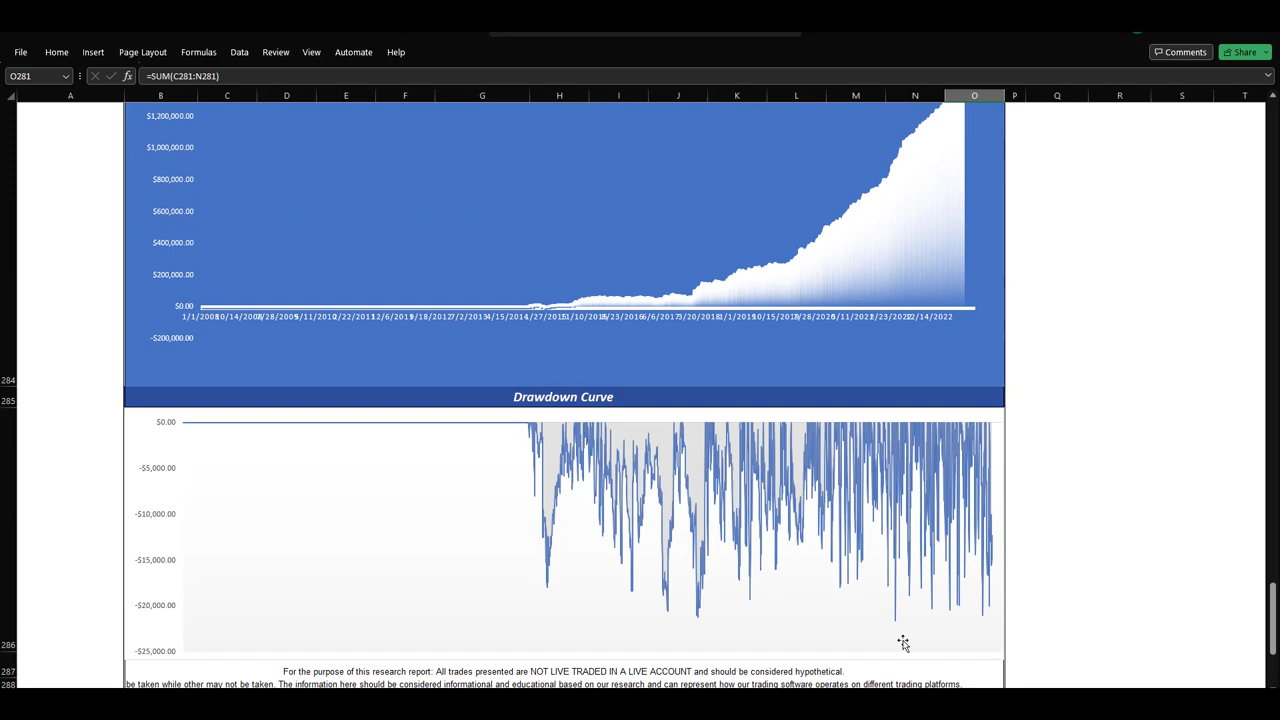 File Home Insert Page Layout Formulas Data Review View Automate Help Comments Share
O281 fx =SUM(C281:N281)
A B C D E F G H I J K L M N O P Q R S T
$1,200,000.00
$1,000,000.00
$800,000.00
$600,000.00
$400,000.00
$200,000.00
$0.00
-$200,000.00
284
285 Drawdown Curve
$0.00
-$5,000.00
-$10,000.00
-$15,000.00
-$20,000.00
286 -$25,000.00
287 For the purpose of this research report: All trades presented are NOT LIVE TRADED IN A LIVE ACCOUNT and should be considered hypothetical.
288 be taken while other may not be taken. The information here should be considered informational and educational based on our research and can represent how our trading software operates on different trading platforms.